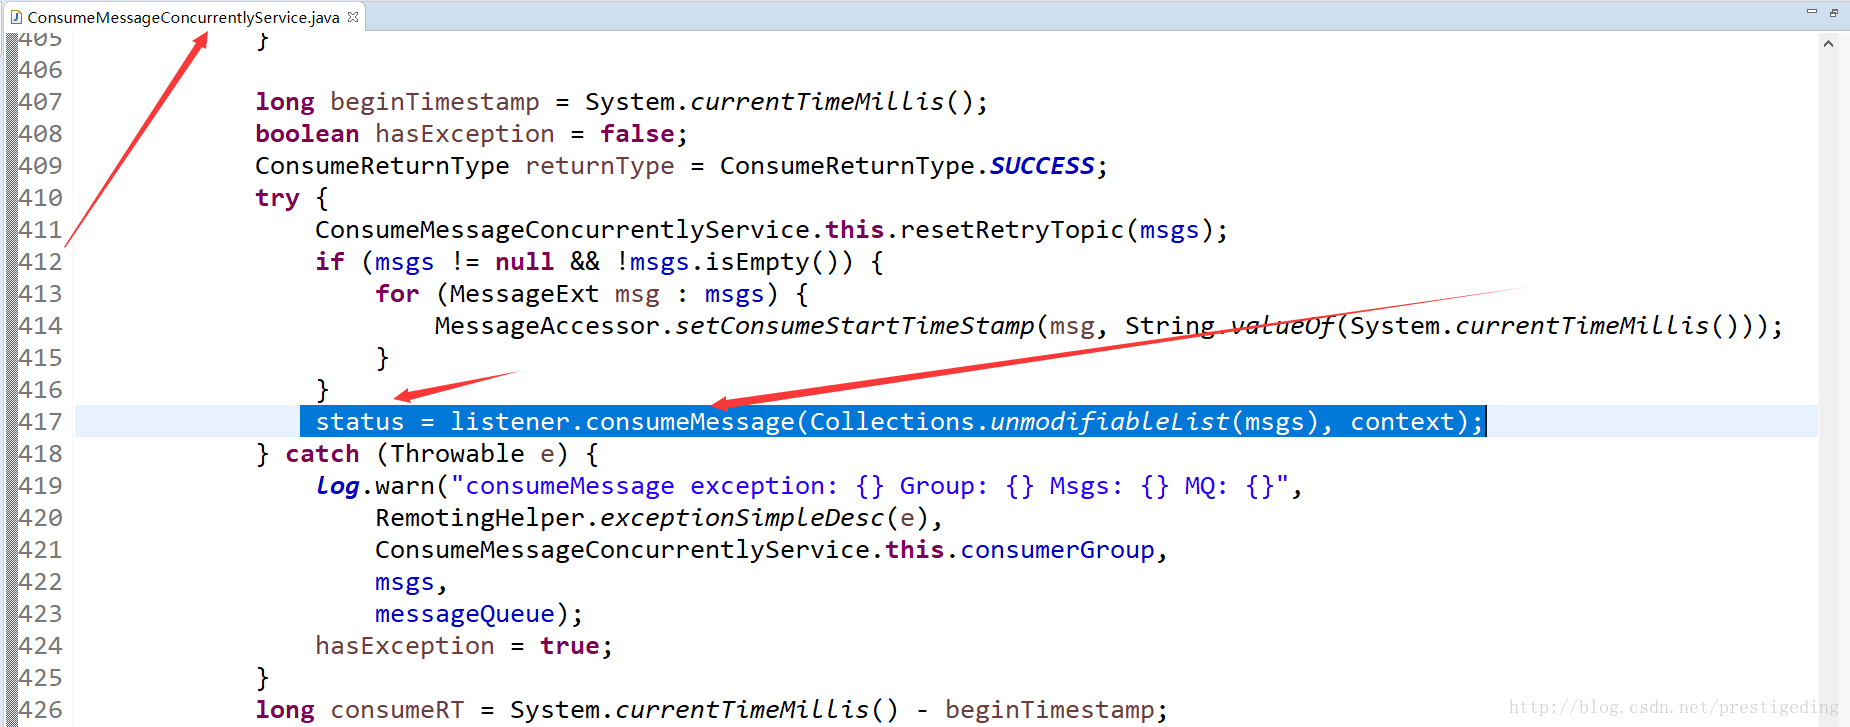 ConsumeMessageConcurrentlyService.java
405 }
406
407 long beginTimestamp = System.currentTimeMillis();
408 boolean hasException = false;
409 ConsumeReturnType returnType = ConsumeReturnType.SUCCESS;
410 try {
411 ConsumeMessageConcurrentlyService.this.resetRetryTopic(msgs);
412 if (msgs != null && !msgs.isEmpty()) {
413 for (MessageExt msg : msgs) {
414 MessageAccessor.setConsumeStartTimeStamp(msg, String.valueOf(System.currentTimeMillis()));
415 }
416 }
417 status = listener.consumeMessage(Collections.unmodifiableList(msgs), context);
418 } catch (Throwable e) {
419 log.warn("consumeMessage exception: {} Group: {} Msgs: {} MQ: {}",
420 RemotingHelper.exceptionSimpleDesc(e),
421 ConsumeMessageConcurrentlyService.this.consumerGroup,
422 msgs,
423 messageQueue);
424 hasException = true;
425 }
426 long consumeRT = System.currentTimeMillis() - beginTimestamp;
http://blog.csdn.net/prestigeding